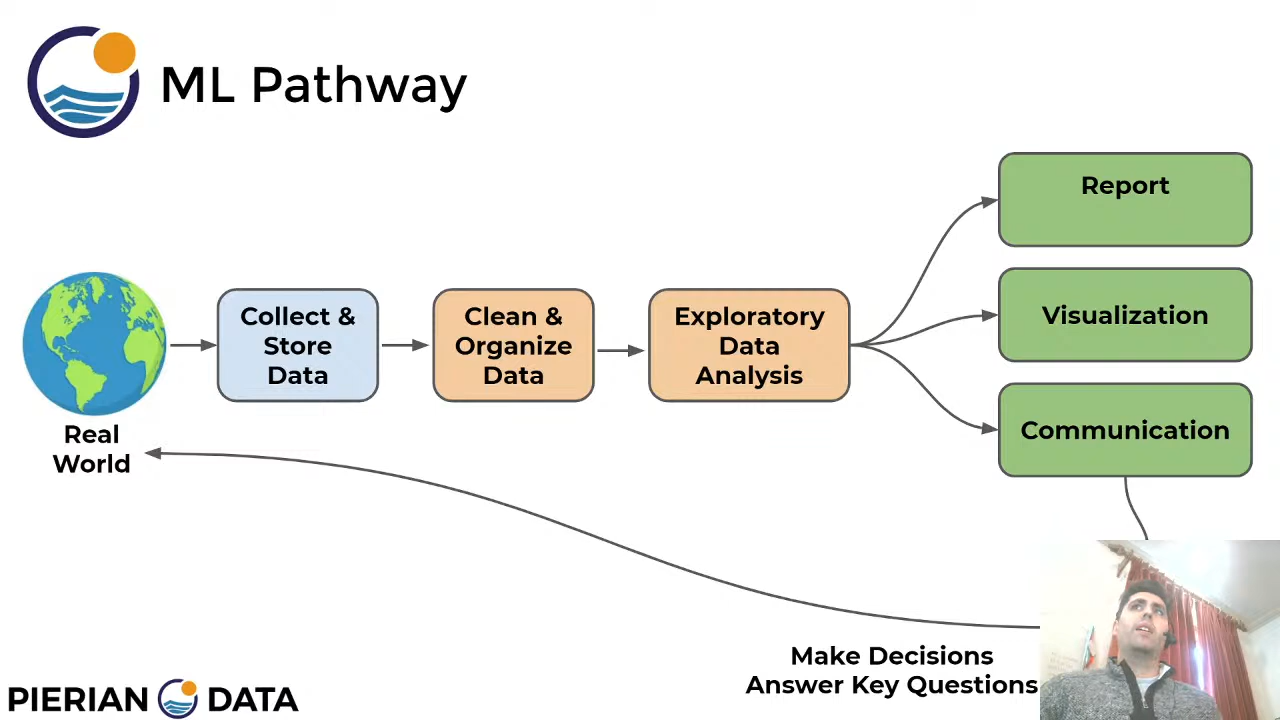 ML Pathway
Report
Visualization
Communication
Collect &
Store
Data
Clean &
Organize
Data
Exploratory
Data
Analysis
Real
World
Make Decisions
Answer Key Questions
PIERIAN DATA